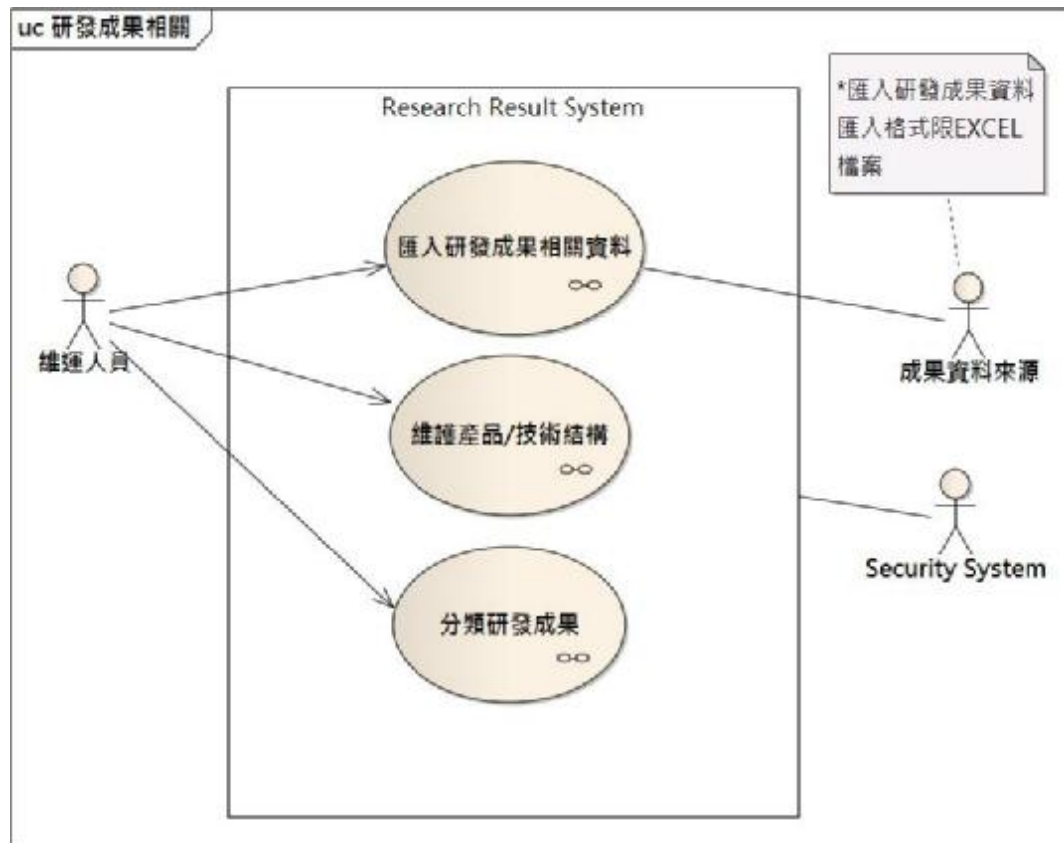 uc 研發成果相關
*匯入研發成果資料
匯入格式限EXCEL
檔案
Research Result System
匯入研發成果相關資料
維運人員
成果資料來源
維護產品/技術結構
Security System
分類研發成果